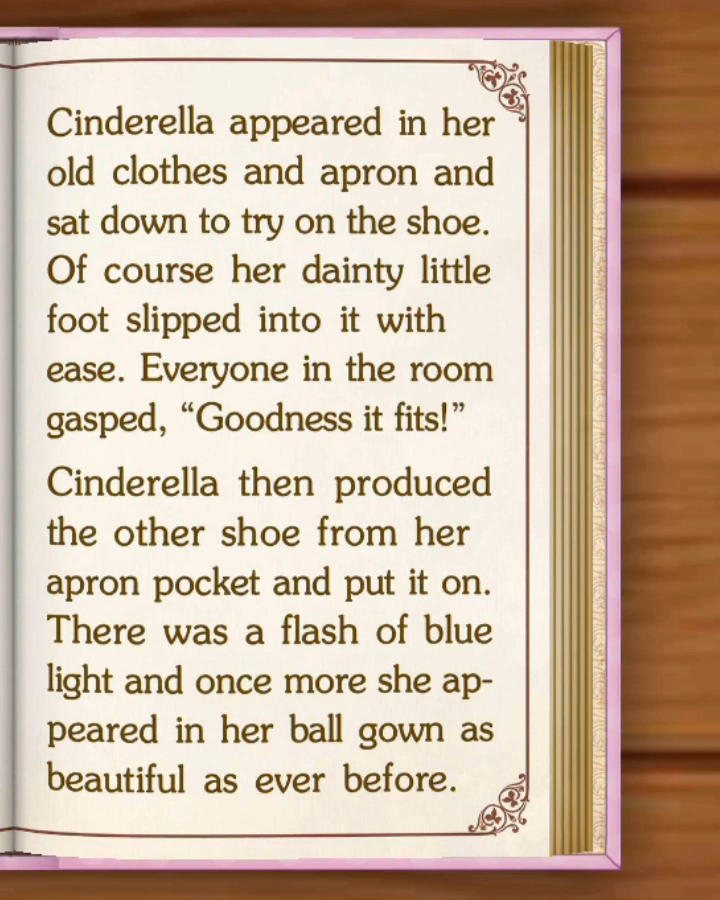 Cinderella appeared in her
old clothes and apron and
sat down to try on the shoe.
Of course her dainty little
foot slipped into it with
ease. Everyone in the room
gasped, “Goodness it fits!”
Cinderella then produced
the other shoe from her
apron pocket and put it on.
There was a flash of blue
light and once more she ap-
peared in her ball gown as
beautiful as ever before.